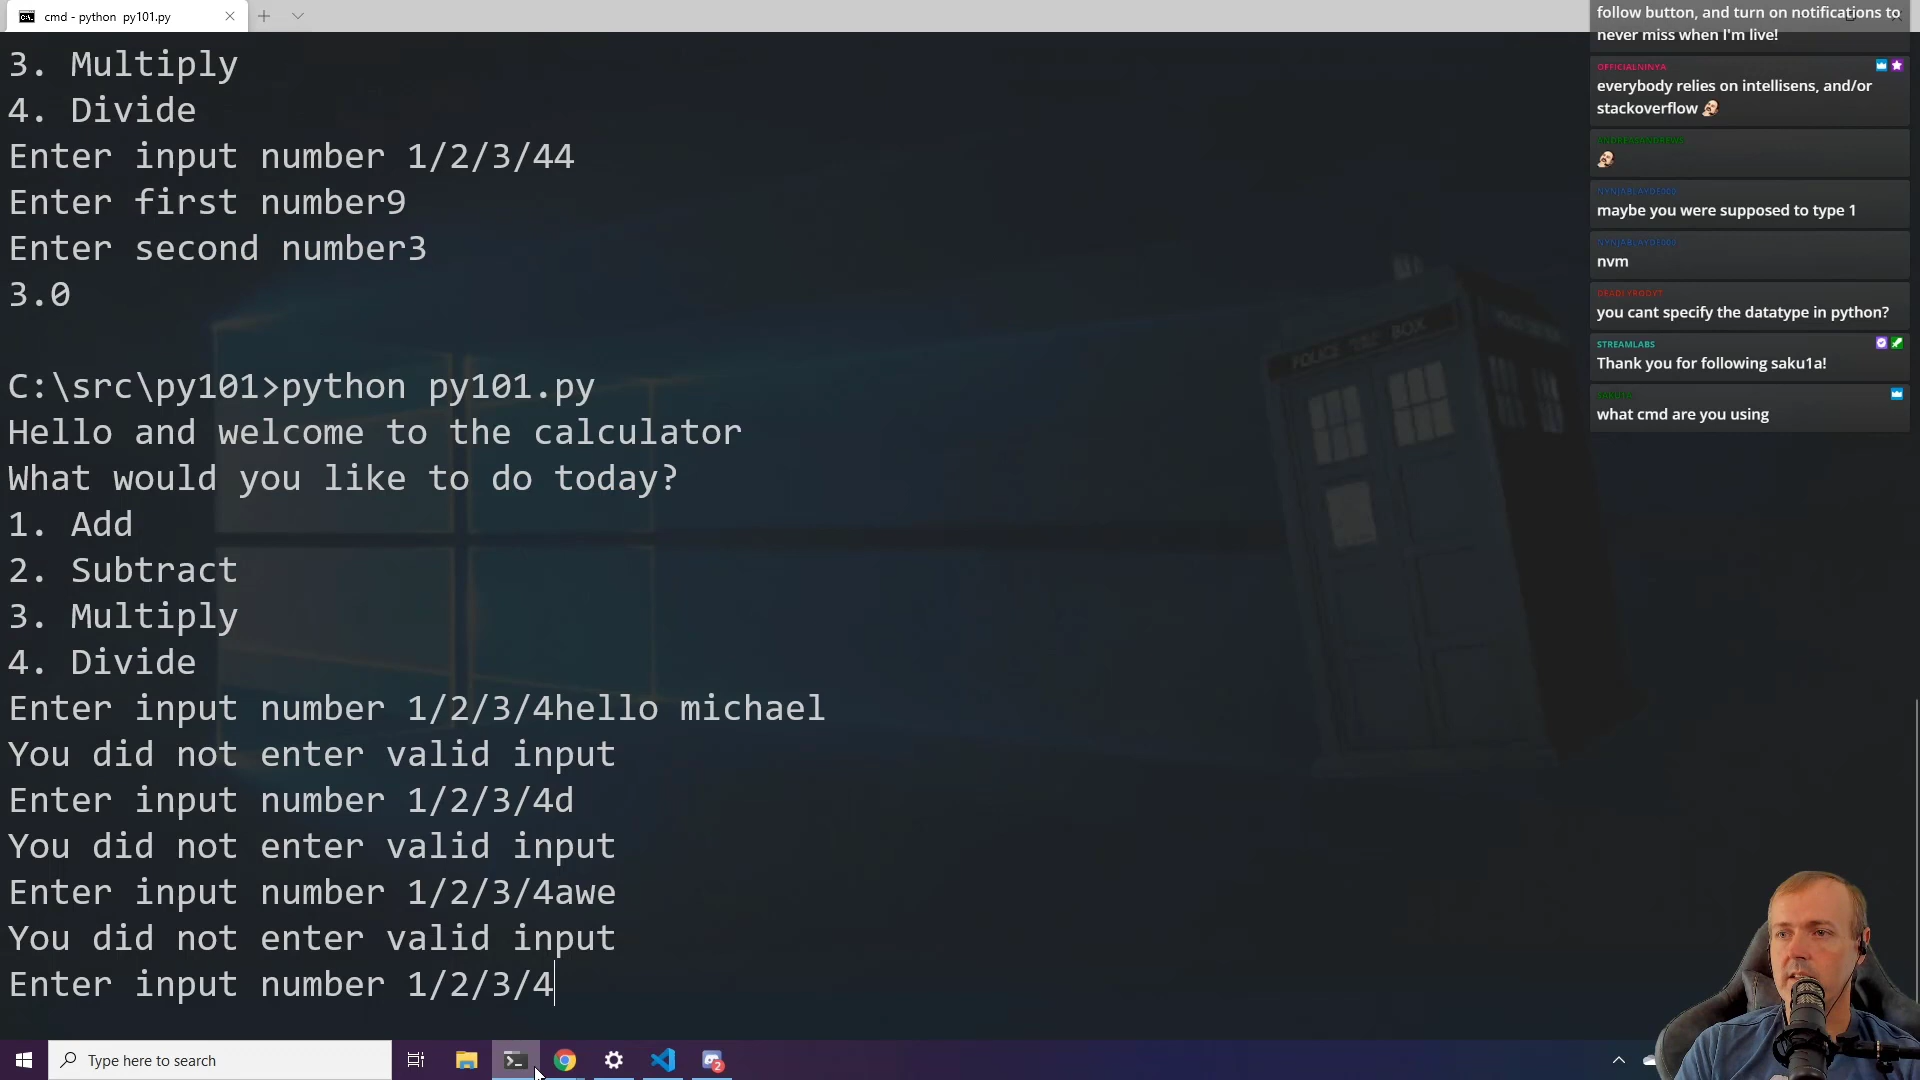 cmd - python  py101.py
3. Multiply
4. Divide
Enter input number 1/2/3/44
Enter first number9
Enter second number3
3.0
C:\src\py101>python py101.py
Hello and welcome to the calculator
What would you like to do today?
1. Add
2. Subtract
3. Multiply
4. Divide
Enter input number 1/2/3/4hello michael
You did not enter valid input
Enter input number 1/2/3/4d
You did not enter valid input
Enter input number 1/2/3/4awe
You did not enter valid input
Enter input number 1/2/3/4
follow button, and turn on notifications to
never miss when I'm live!
OFFICIALNINYA
everybody relies on intellisens, and/or
stackoverflow
maybe you were supposed to type 1
nvm
you cant specify the datatype in python?
STREAMLABS
Thank you for following saku1a!
what cmd are you using
POLICE BOX
Type here to search
2